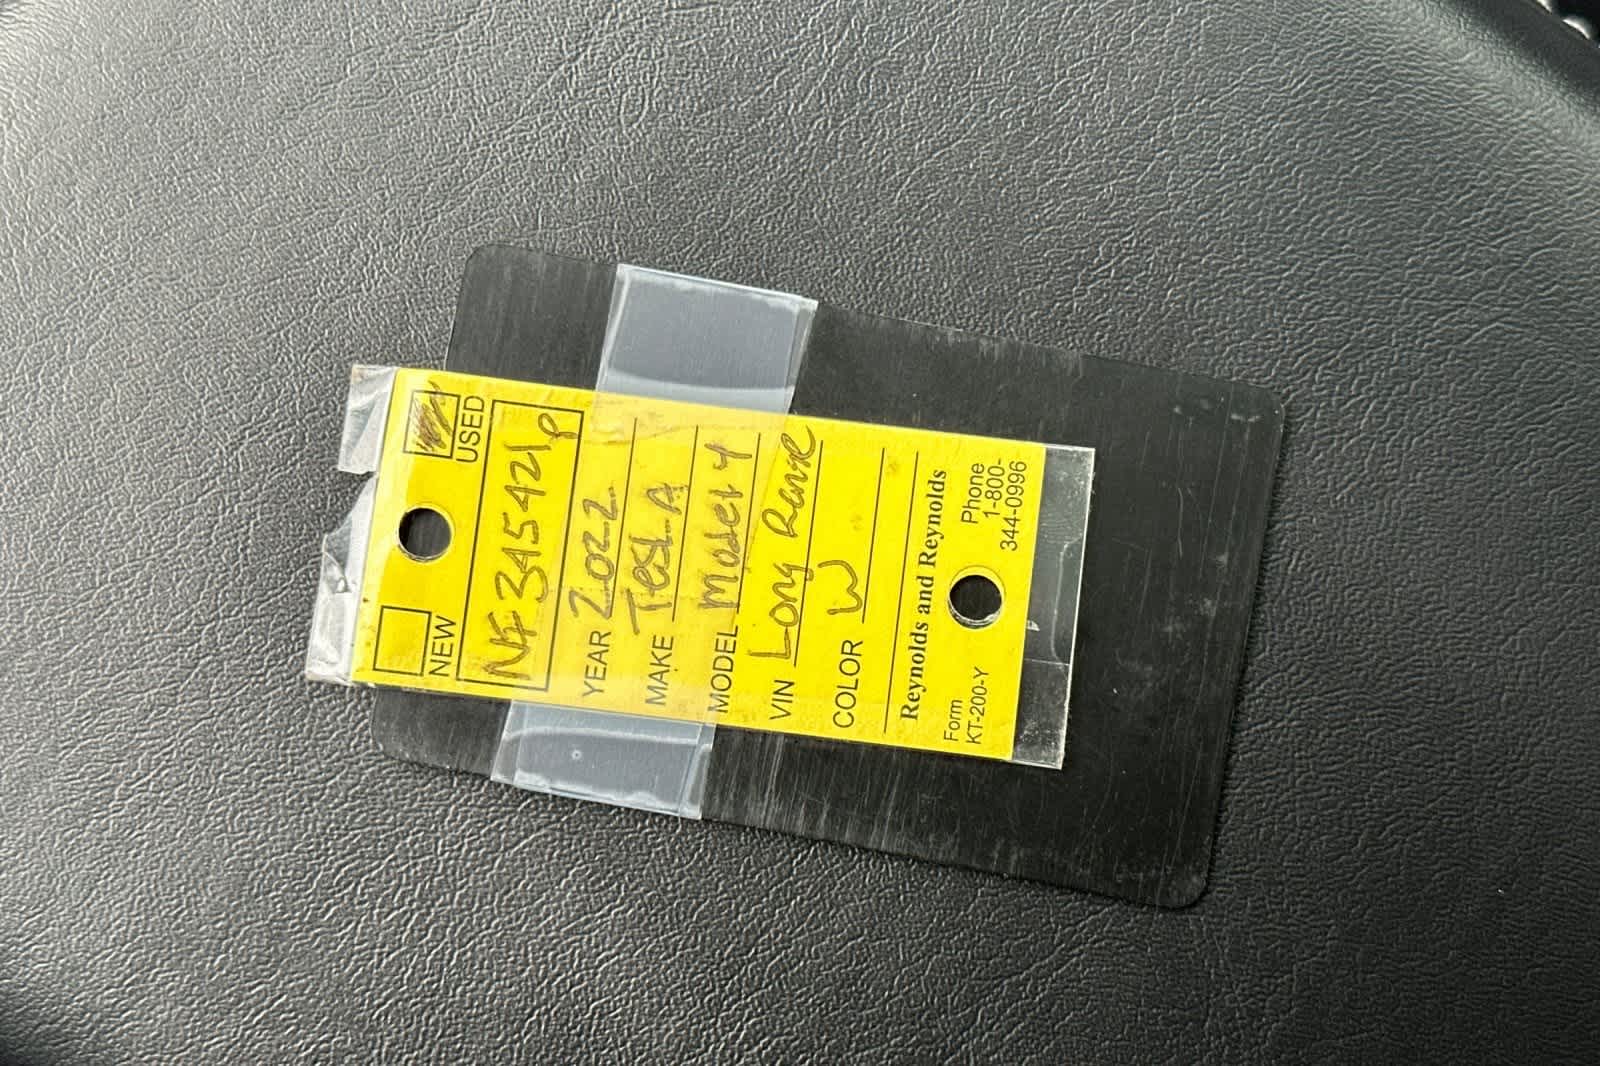 NEW USED
NF345421p
YEAR 2022
MAKE TESLA
MODEL Model Y
VIN Long Range
COLOR W
Reynolds and Reynolds
Form
KT-200-Y
Phone
1-800-
344-0996